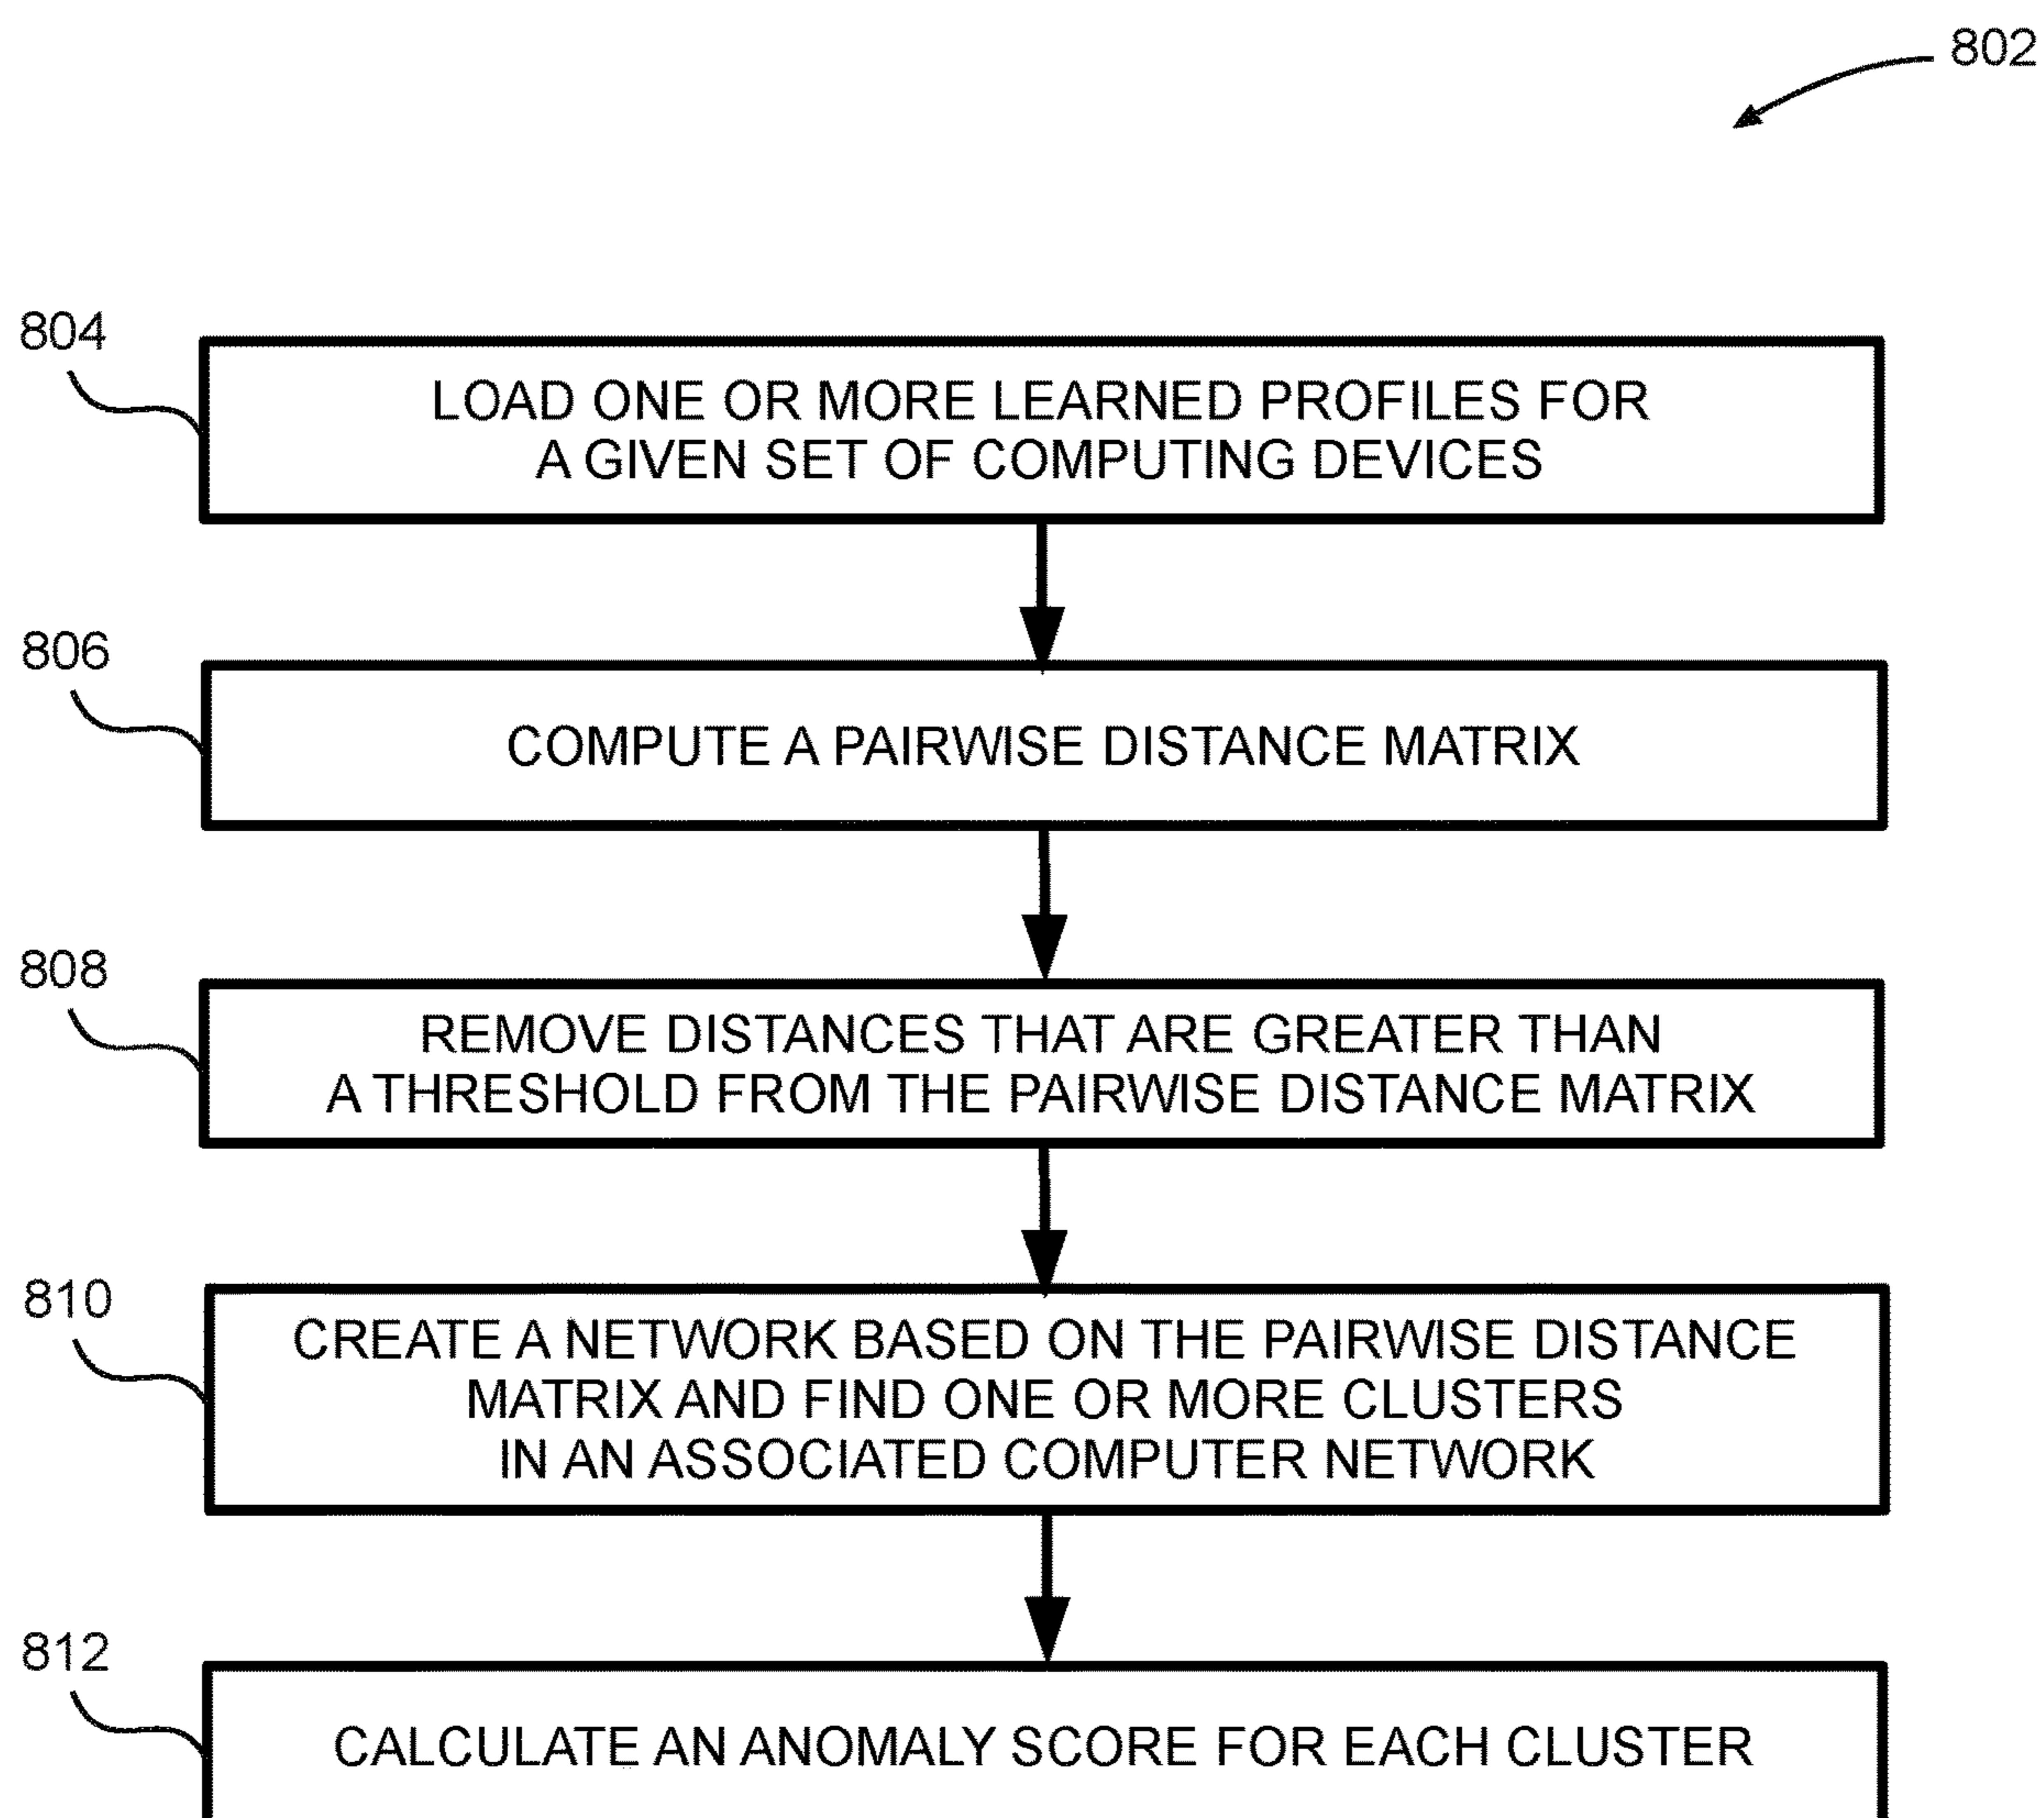 802
804
LOAD ONE OR MORE LEARNED PROFILES FOR
A GIVEN SET OF COMPUTING DEVICES
806
COMPUTE A PAIRWISE DISTANCE MATRIX
808
REMOVE DISTANCES THAT ARE GREATER THAN
A THRESHOLD FROM THE PAIRWISE DISTANCE MATRIX
810
CREATE A NETWORK BASED ON THE PAIRWISE DISTANCE
MATRIX AND FIND ONE OR MORE CLUSTERS
IN AN ASSOCIATED COMPUTER NETWORK
812
CALCULATE AN ANOMALY SCORE FOR EACH CLUSTER